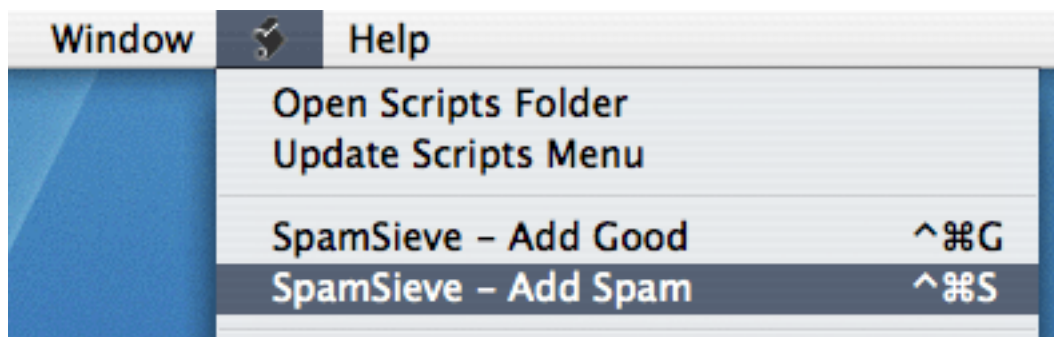 Window Help
Open Scripts Folder
Update Scripts Menu
SpamSieve – Add Good ^⌘G
SpamSieve – Add Spam ^⌘S